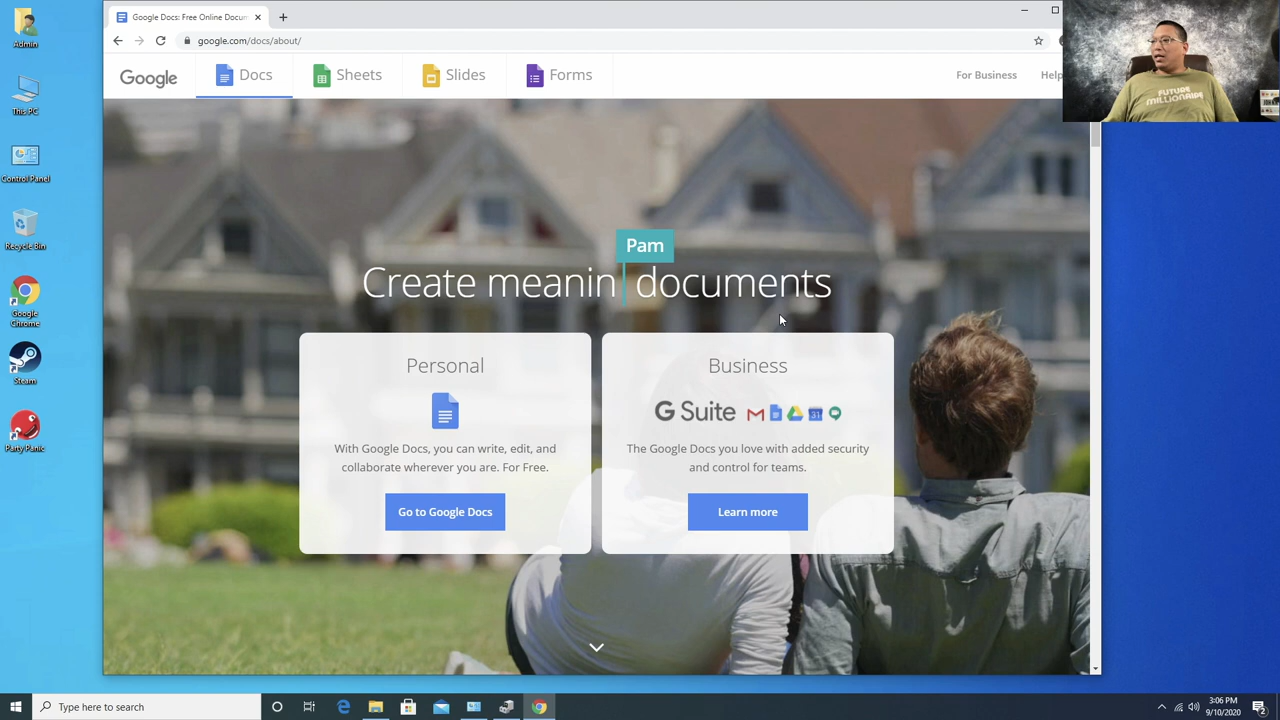 Admin
This PC
Control Panel
Recycle Bin
Google
Chrome
Steam
Party Panic
Google Docs: Free Online Docum
google.com/docs/about/
Google
Docs
Sheets
Slides
Forms
For Business
Help
FUTURE
MILLIONAIRE
Pam
Create meanin documents
Personal
With Google Docs, you can write, edit, and
collaborate wherever you are. For Free.
Go to Google Docs
Business
G Suite
31
The Google Docs you love with added security
and control for teams.
Learn more
Type here to search
3:06 PM
9/10/2020
2